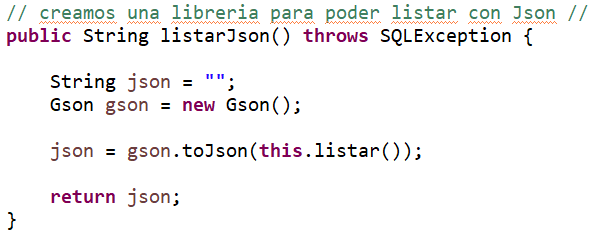 // creamos una libreria para poder listar con Json //
public String listarJson() throws SQLException {
String json = "";
Gson gson = new Gson();
json = gson.toJson(this.listar());
return json;
}